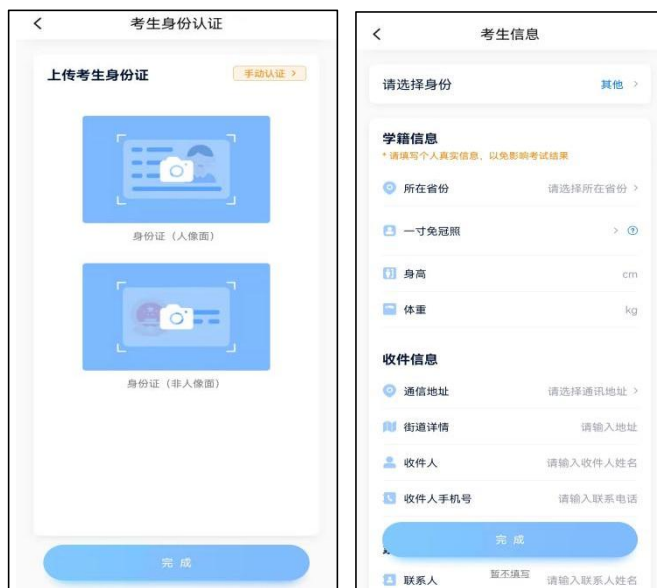 考生身份认证
上传考生身份证
手动认证 >
身份证（人像面）
身份证（非人像面）
完成
考生信息
请选择身份 其他 >
学籍信息
* 请填写个人真实信息，以免影响考试结果
所在省份 请选择所在省份 >
一寸免冠照 > ?
身高 cm
体重 kg
收件信息
通信地址 请选择通讯地址 >
街道详情 请输入地址
收件人 请输入收件人姓名
收件人手机号 请输入联系电话
完成
暂不填写
联系人 请输入联系人姓名